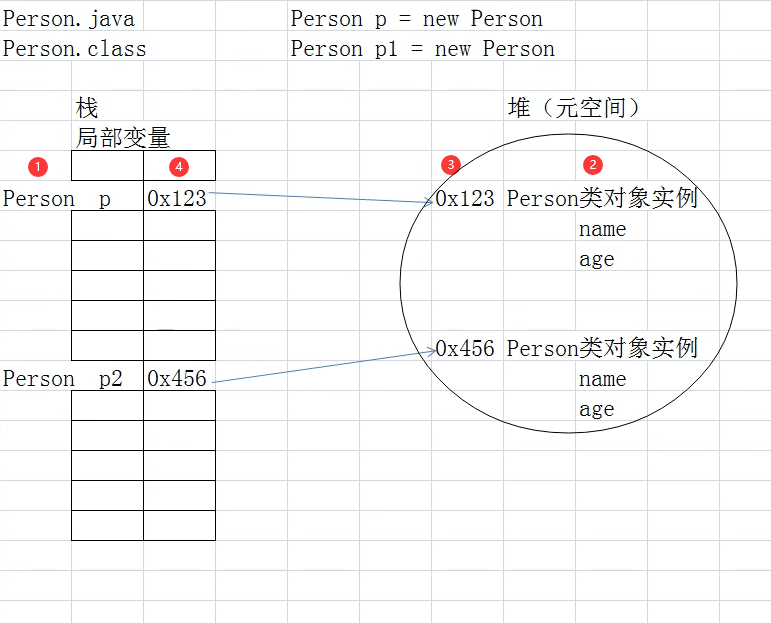 Person.java Person p = new Person
Person.class Person p1 = new Person
栈 堆（元空间）
局部变量
1 4 3 2
Person p 0x123 0x123 Person类对象实例
name
age
0x456 Person类对象实例
Person p2 0x456 name
age